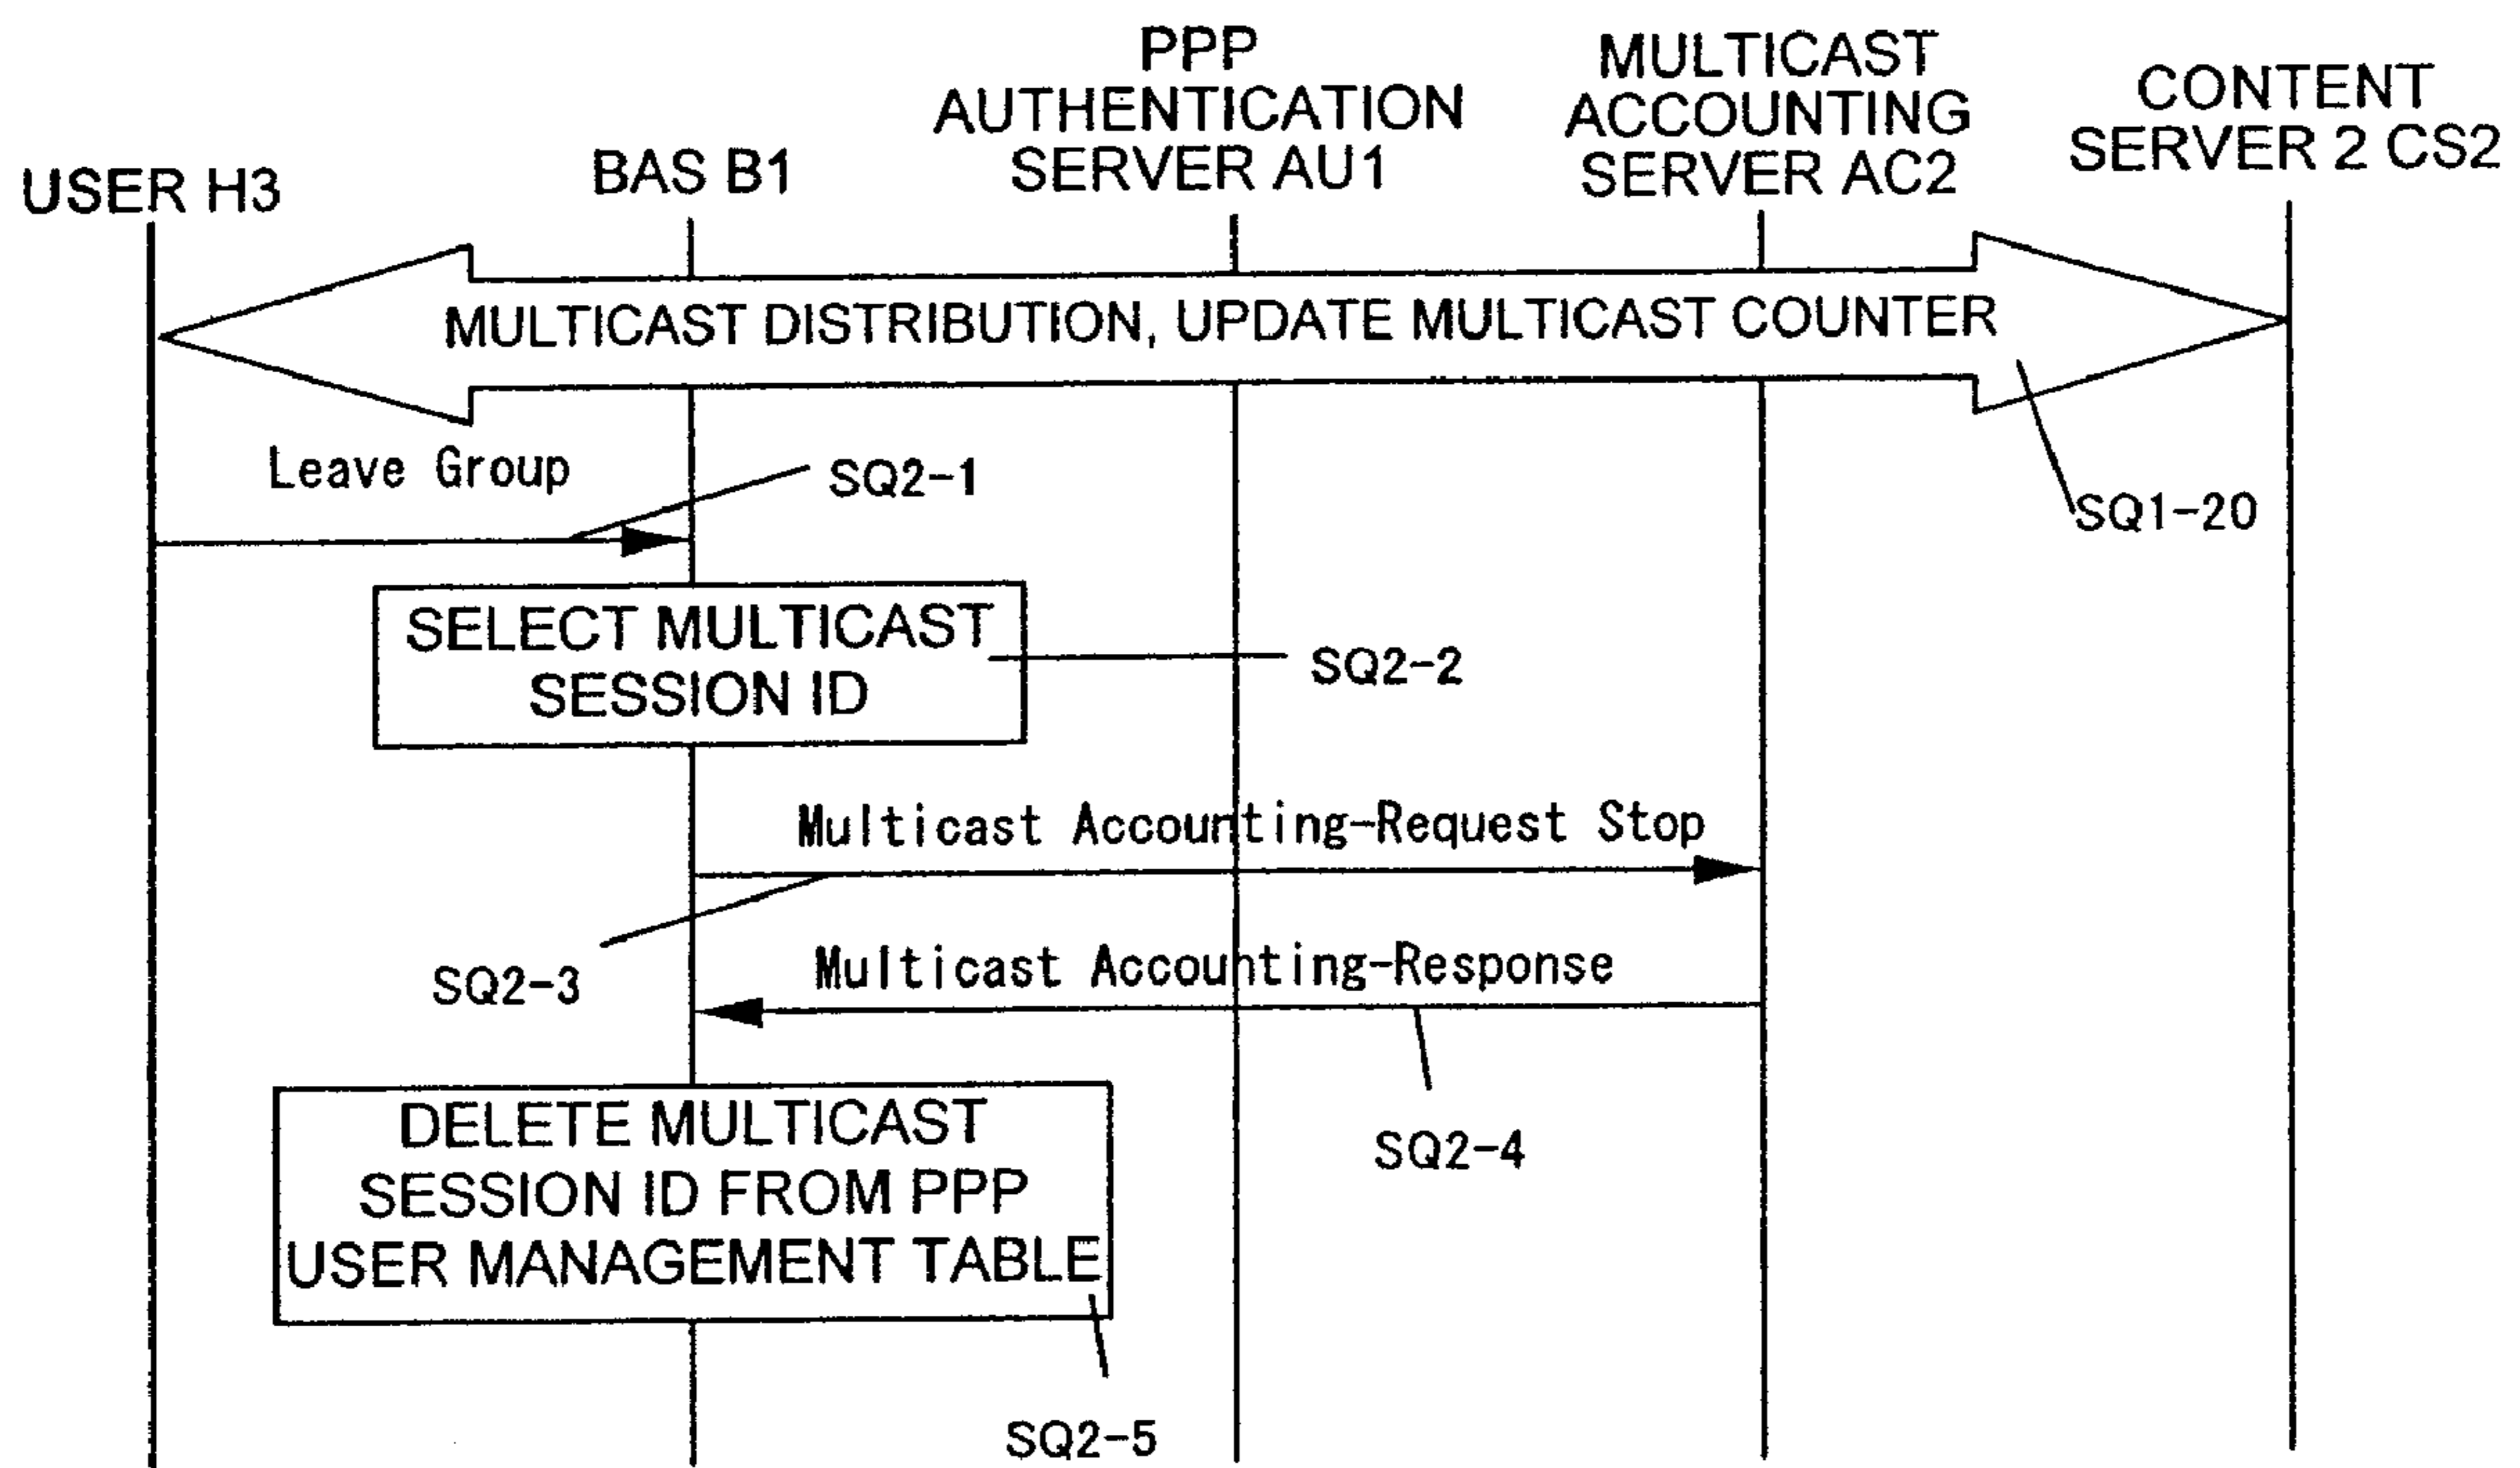 USER H3
BAS B1
PPP
AUTHENTICATION
SERVER AU1
MULTICAST
ACCOUNTING
SERVER AC2
CONTENT
SERVER 2 CS2
MULTICAST DISTRIBUTION, UPDATE MULTICAST COUNTER
SQ1-20
Leave Group
SQ2-1
SELECT MULTICAST
SESSION ID
SQ2-2
Multicast Accounting-Request Stop
SQ2-3
Multicast Accounting-Response
SQ2-4
DELETE MULTICAST
SESSION ID FROM PPP
USER MANAGEMENT TABLE
SQ2-5